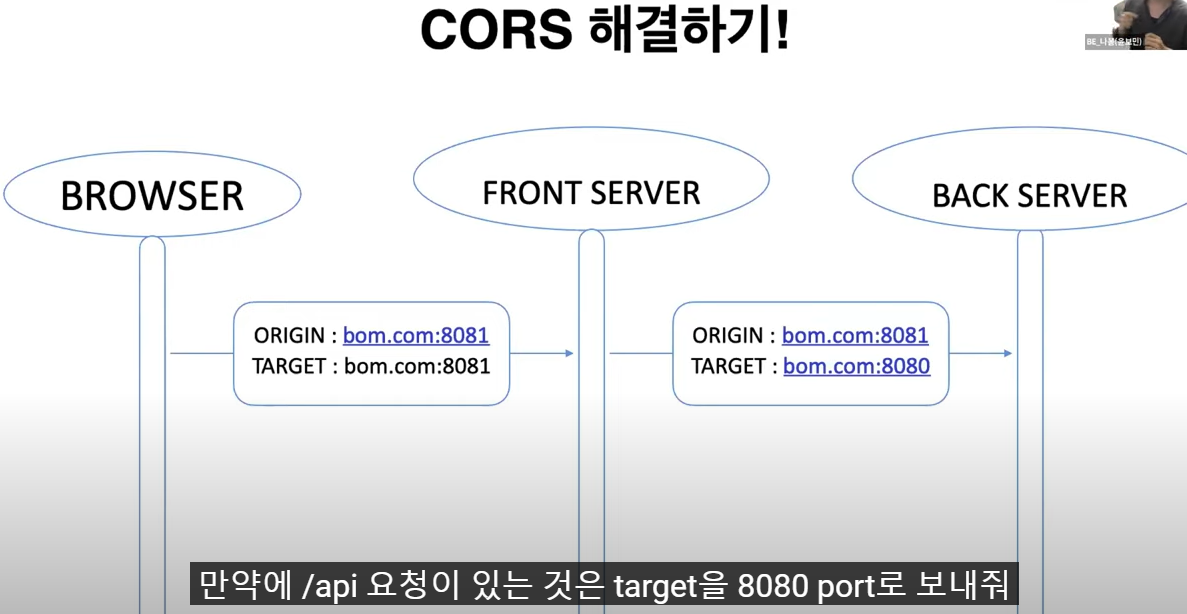 CORS 해결하기!
BE_나봄(윤보민)
BROWSER
FRONT SERVER
BACK SERVER
ORIGIN : bom.com:8081
TARGET : bom.com:8081
ORIGIN : bom.com:8081
TARGET : bom.com:8080
만약에 /api 요청이 있는 것은 target을 8080 port로 보내줘